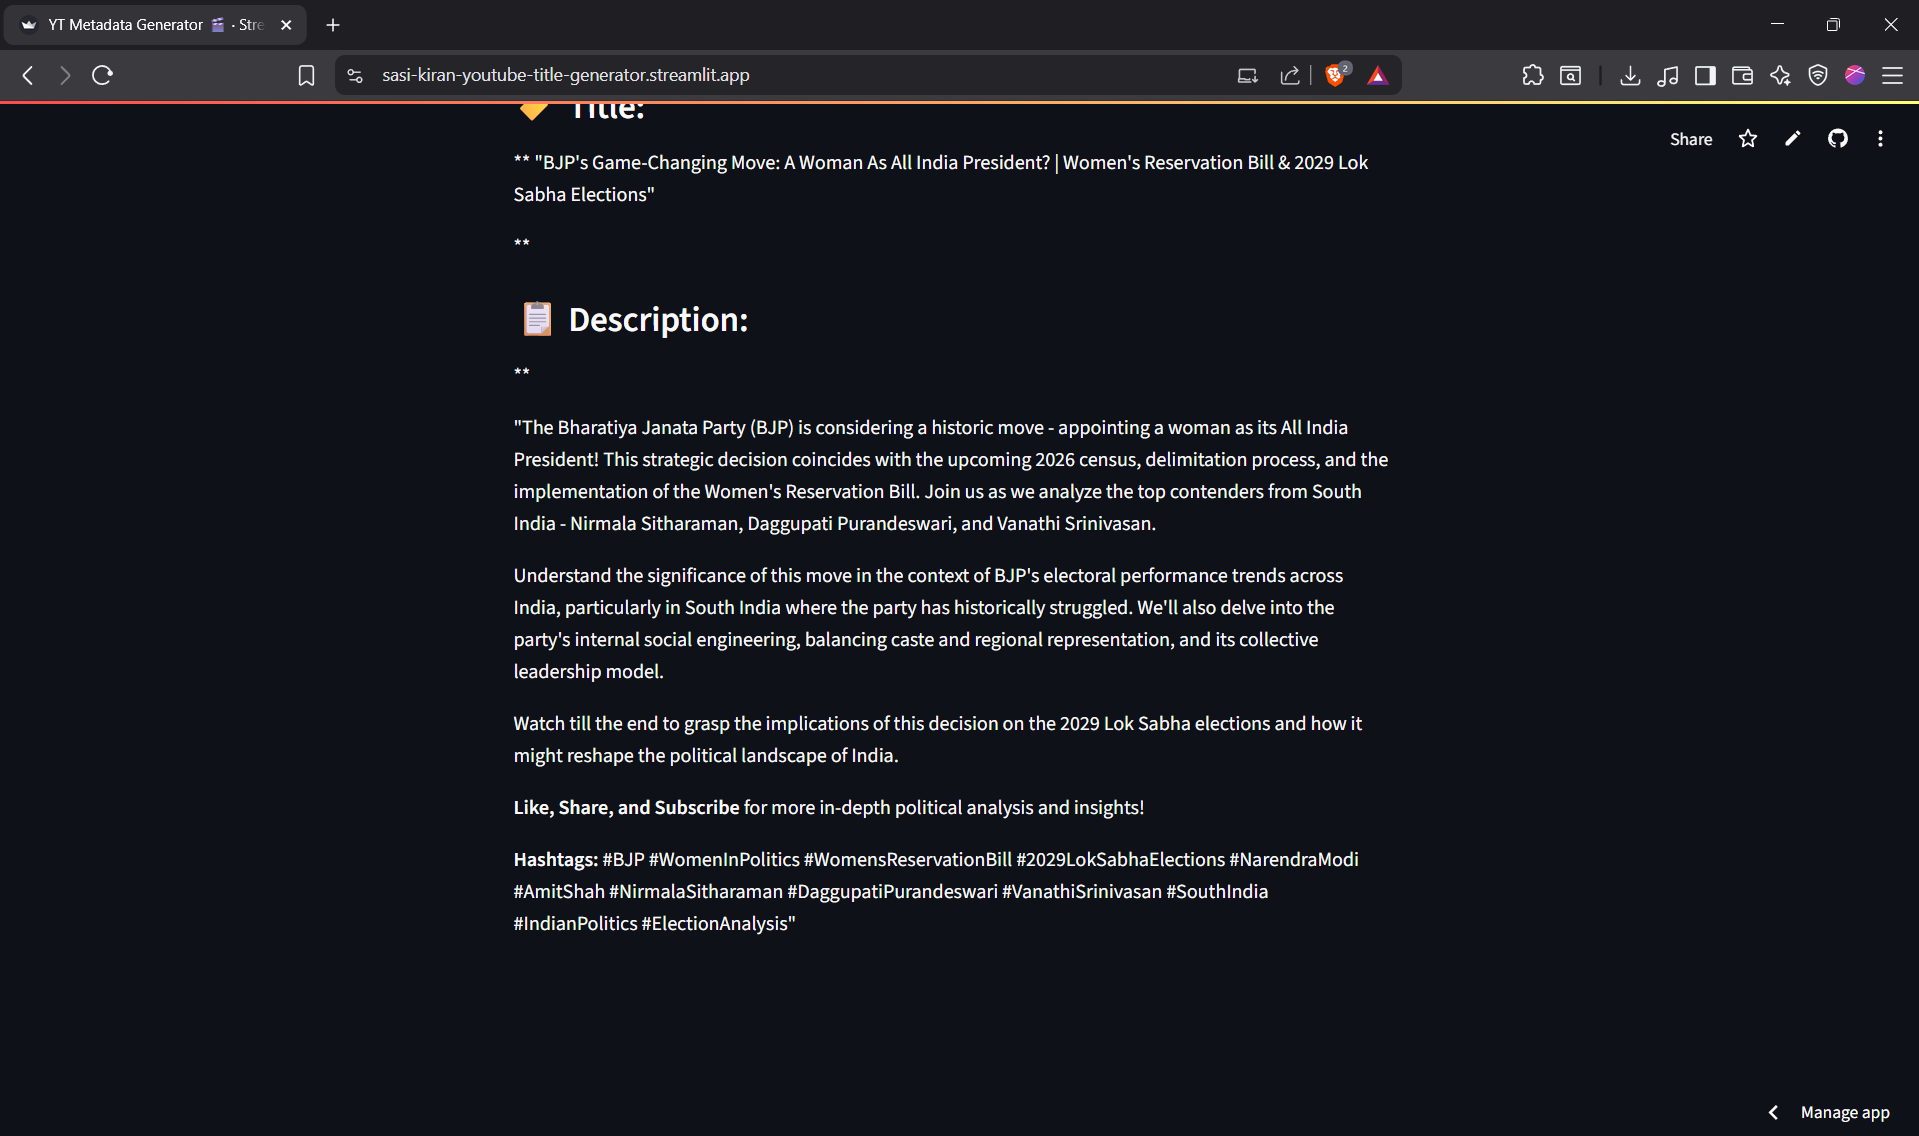 YT Metadata Generator 🎬 · Stre
sasi-kiran-youtube-title-generator.streamlit.app
2
Title:
Share
** "BJP's Game-Changing Move: A Woman As All India President? | Women's Reservation Bill & 2029 Lok
Sabha Elections"
**
📋 Description:
**
"The Bharatiya Janata Party (BJP) is considering a historic move - appointing a woman as its All India
President! This strategic decision coincides with the upcoming 2026 census, delimitation process, and the
implementation of the Women's Reservation Bill. Join us as we analyze the top contenders from South
India - Nirmala Sitharaman, Daggupati Purandeswari, and Vanathi Srinivasan.
Understand the significance of this move in the context of BJP's electoral performance trends across
India, particularly in South India where the party has historically struggled. We'll also delve into the
party's internal social engineering, balancing caste and regional representation, and its collective
leadership model.
Watch till the end to grasp the implications of this decision on the 2029 Lok Sabha elections and how it
might reshape the political landscape of India.
Like, Share, and Subscribe for more in-depth political analysis and insights!
Hashtags: #BJP #WomenInPolitics #WomensReservationBill #2029LokSabhaElections #NarendraModi
#AmitShah #NirmalaSitharaman #DaggupatiPurandeswari #VanathiSrinivasan #SouthIndia
#IndianPolitics #ElectionAnalysis"
Manage app